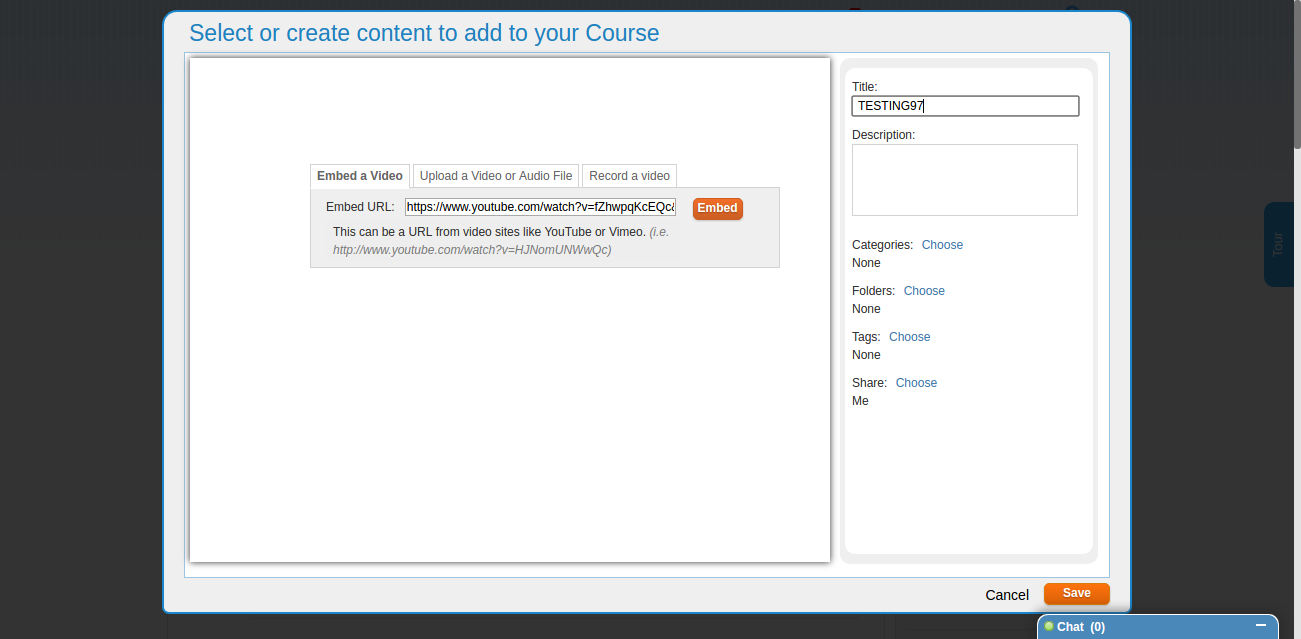 Select or create content to add to your Course
Embed a Video
Upload a Video or Audio File
Record a video
Embed URL:
https://www.youtube.com/watch?v=fZhwpqKcEQc&
Embed
This can be a URL from video sites like YouTube or Vimeo. (i.e.
http://www.youtube.com/watch?v=HJNomUNWwQc)
Title:
TESTING97
Description:
Categories: Choose
None
Folders: Choose
None
Tags: Choose
None
Share: Choose
Me
Tour
Cancel
Save
Chat (0)